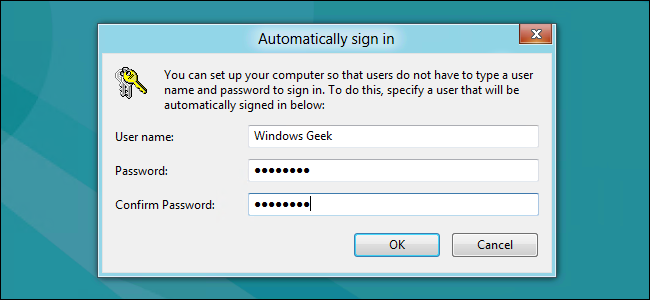 Automatically sign in
You can set up your computer so that users do not have to type a user
name and password to sign in. To do this, specify a user that will be
automatically signed in below:
User name: Windows Geek
Password: ●●●●●●●●
Confirm Password: ●●●●●●●●
OK Cancel